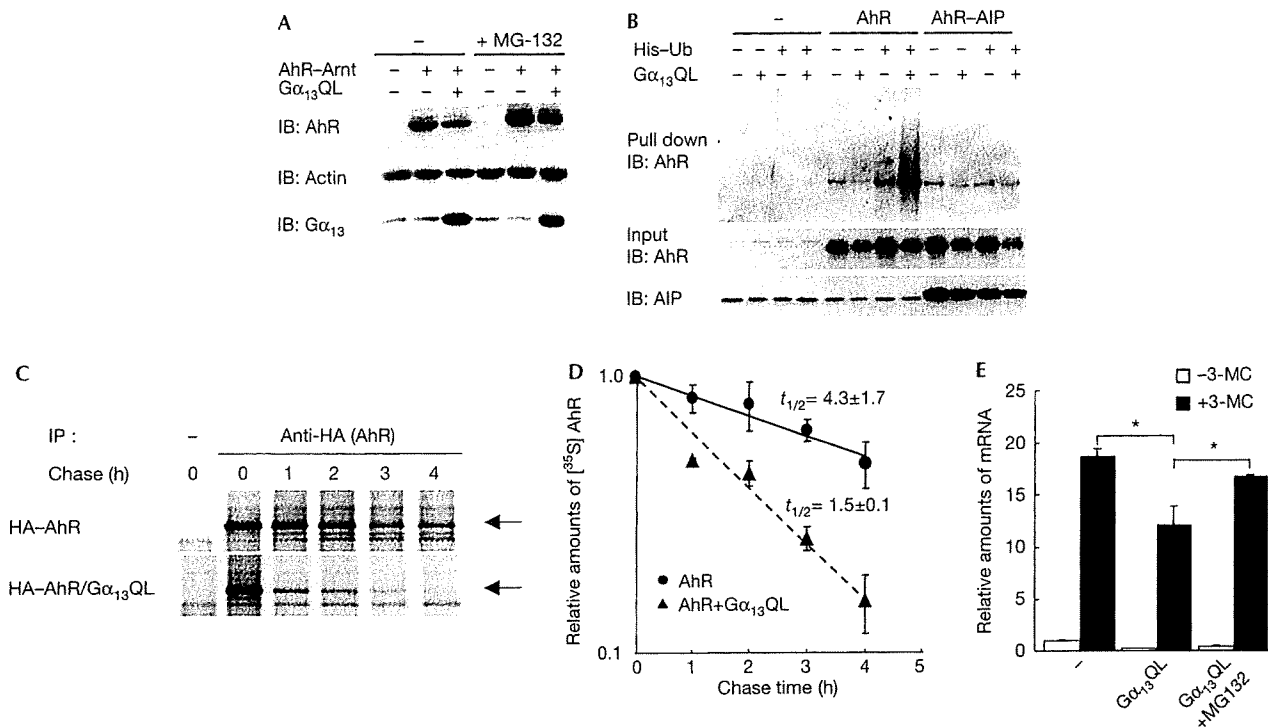 A
– + MG-132
AhR–Arnt – + + – + +
Gα₁₃QL – – + – – +
IB: AhR
IB: Actin
IB: Gα₁₃
B
– AhR AhR–AIP
His–Ub – – + + – – + + – – + +
Gα₁₃QL – + – + – + – + – + – +
Pull down
IB: AhR
Input
IB: AhR
IB: AIP
C
IP : – Anti-HA (AhR)
Chase (h) 0 0 1 2 3 4
HA–AhR
HA–AhR/Gα₁₃QL
D
Relative amounts of [³⁵S] AhR
1.0
0.1
t₁/₂= 4.3±1.7
t₁/₂= 1.5±0.1
AhR
AhR+Gα₁₃QL
0 1 2 3 4 5
Chase time (h)
E
–3-MC
+3-MC
Relative amounts of mRNA
25
20
15
10
5
0
* *
–
Gα₁₃QL
Gα₁₃QL
+MG132